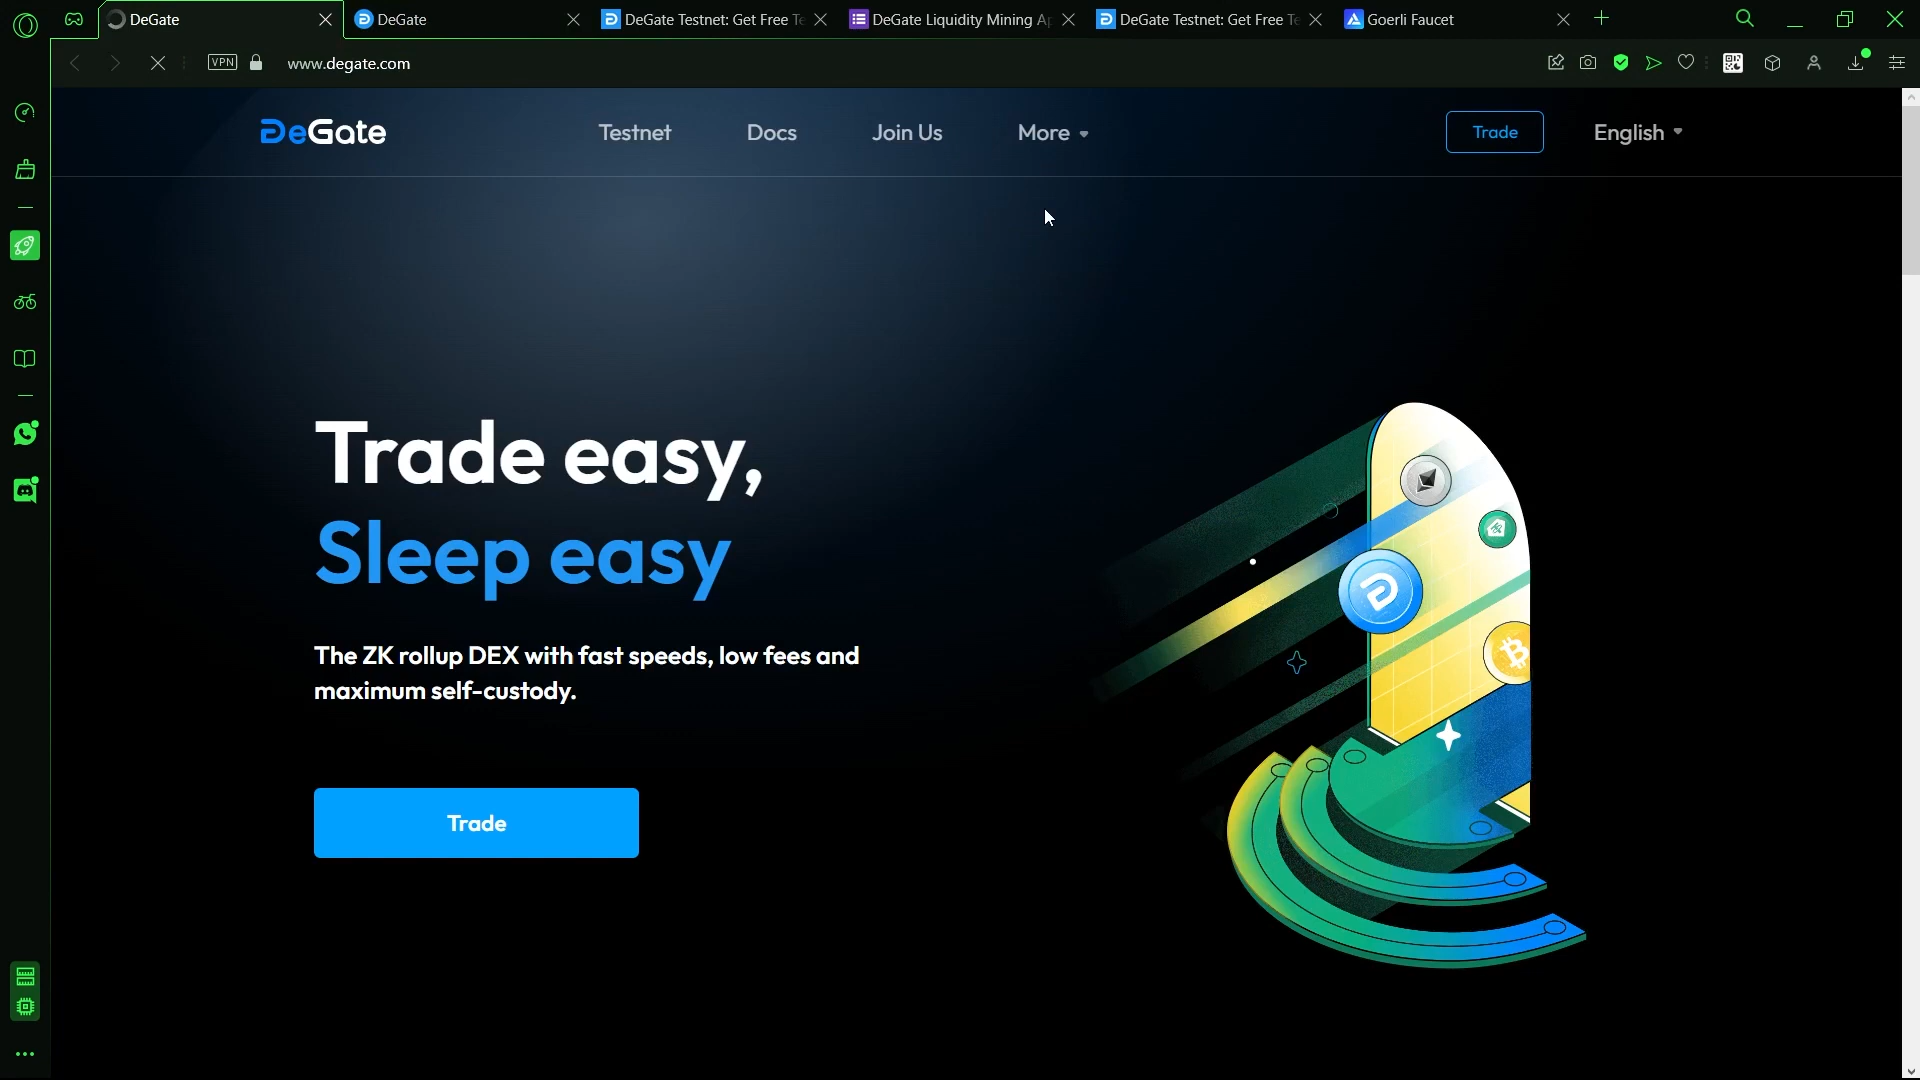 DeGate
DeGate
DeGate Testnet: Get Free Te
DeGate Liquidity Mining Ap
DeGate Testnet: Get Free Te
Goerli Faucet
VPN
www.degate.com
DeGate
Testnet
Docs
Join Us
More
Trade
English
Trade easy,
Sleep easy
The ZK rollup DEX with fast speeds, low fees and
maximum self-custody.
Trade